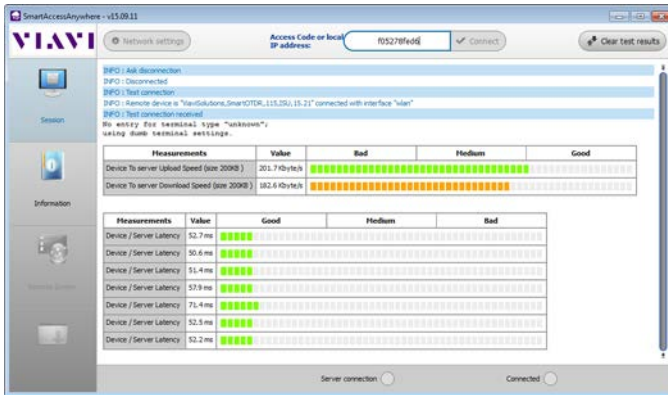 SmartAccessAnywhere - v15.09.11
VIAVI
Network settings
Access Code or local
IP address:
f05278fed6
Connect
Clear test results
INFO : Ask disconnection
INFO : Disconnected
INFO : Test connection
INFO : Remote device is "ViaviSolutions_SmartOTDR_115_ISU_15.21" connected with interface "wlan"
INFO : Test connection received
No entry for terminal type "unknown";
using dumb terminal settings.
Session
Measurements Value Bad Medium Good
Device To server Upload Speed (size 200KB ) 201.7 Kbyte/s
Device To server Download Speed (size 200KB ) 182.6 Kbyte/s
Information
Measurements Value Good Medium Bad
Device / Server Latency 52.7 ms
Device / Server Latency 50.6 ms
Device / Server Latency 51.4 ms
Device / Server Latency 57.9 ms
Device / Server Latency 71.4 ms
Device / Server Latency 52.5 ms
Device / Server Latency 52.2 ms
Server connection
Connected